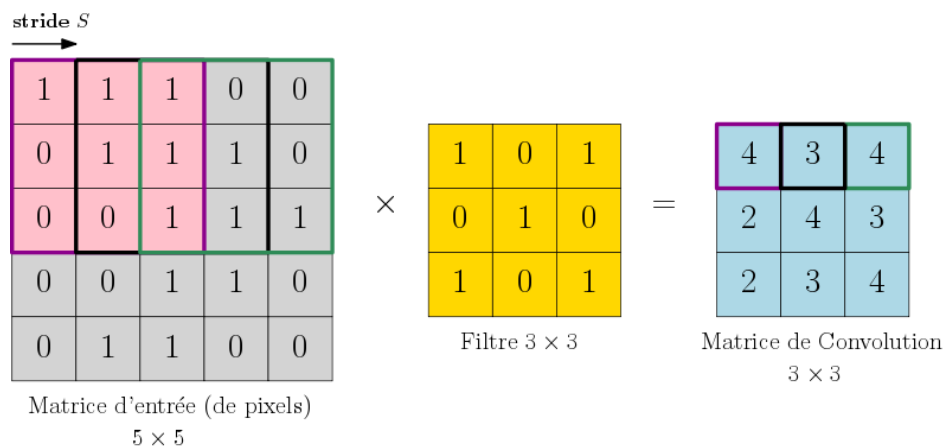 stride S
1 1 1 0 0
0 1 1 1 0
0 0 1 1 1
0 0 1 1 0
0 1 1 0 0
Matrice d'entrée (de pixels)
5 × 5
×
1 0 1
0 1 0
1 0 1
Filtre 3 × 3
=
4 3 4
2 4 3
2 3 4
Matrice de Convolution
3 × 3